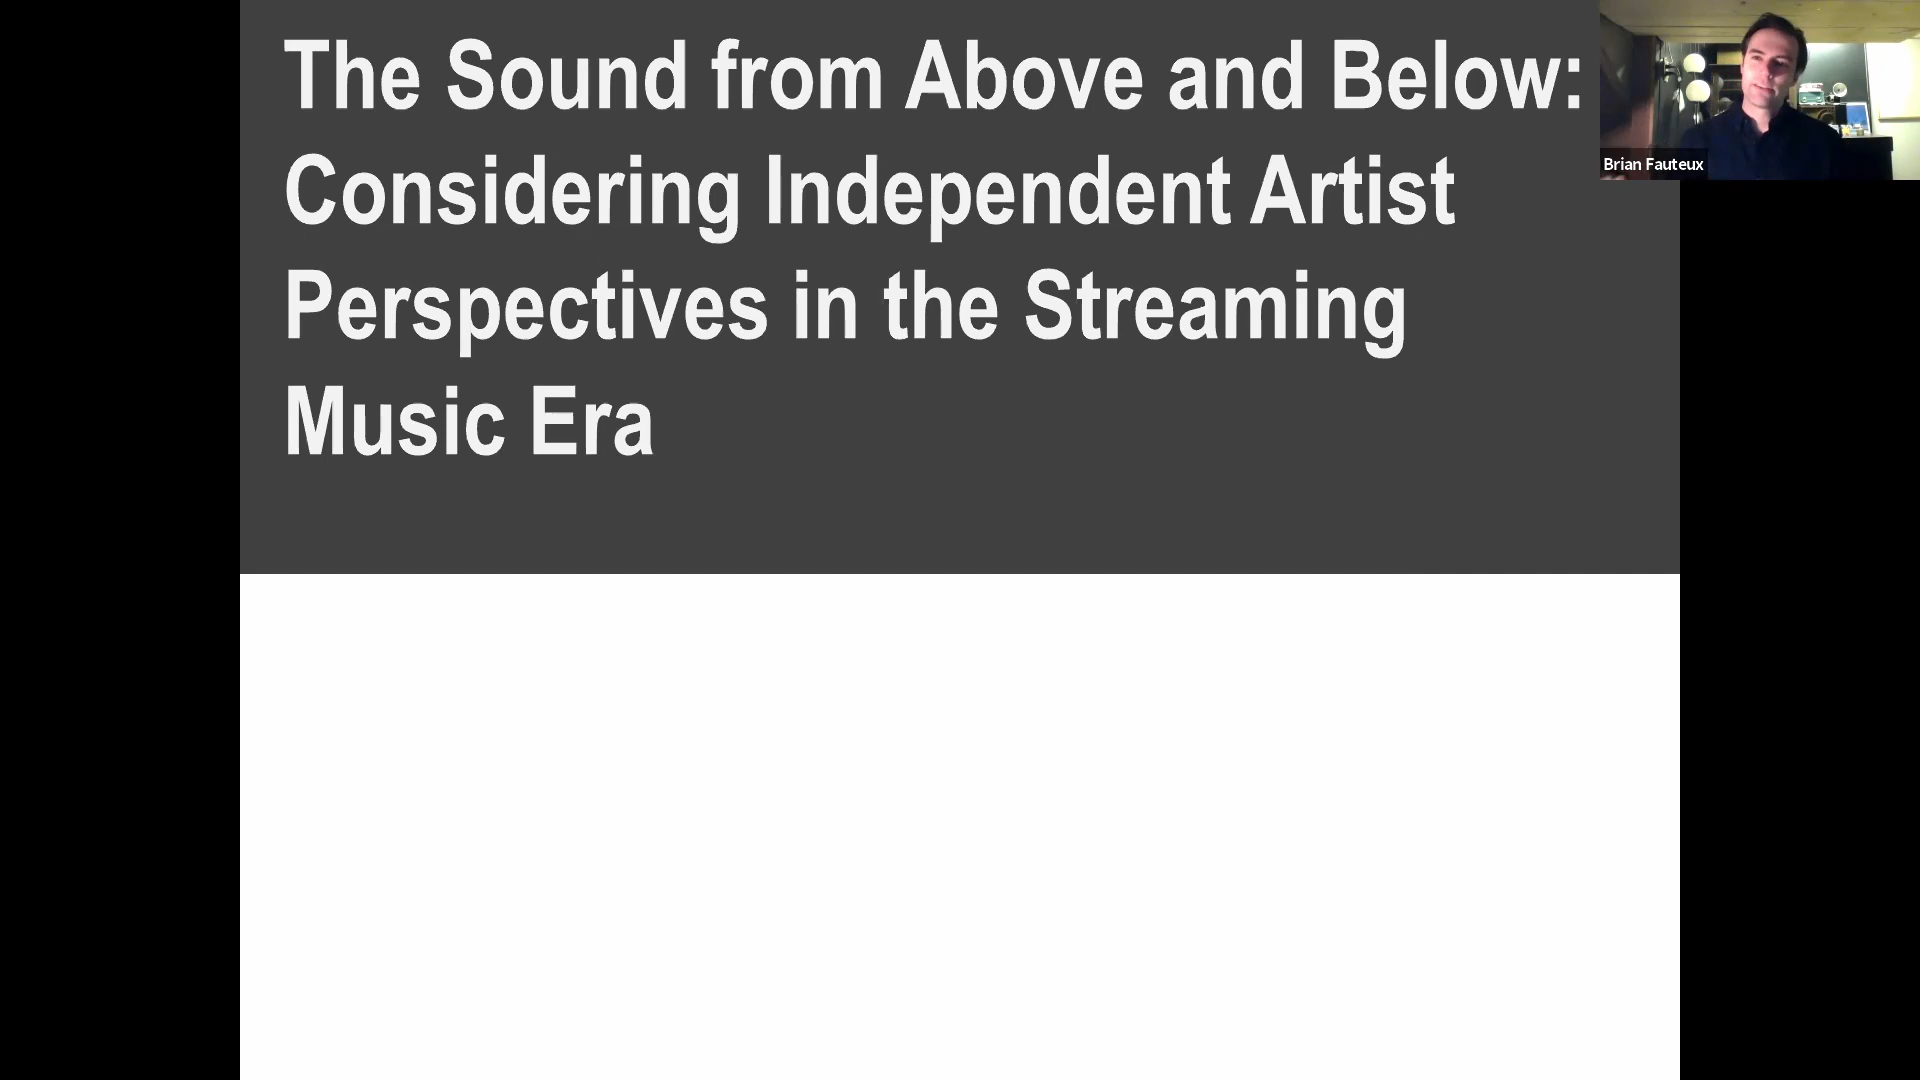 The Sound from Above and Below:
Considering Independent Artist
Perspectives in the Streaming
Music Era
Brian Fauteux